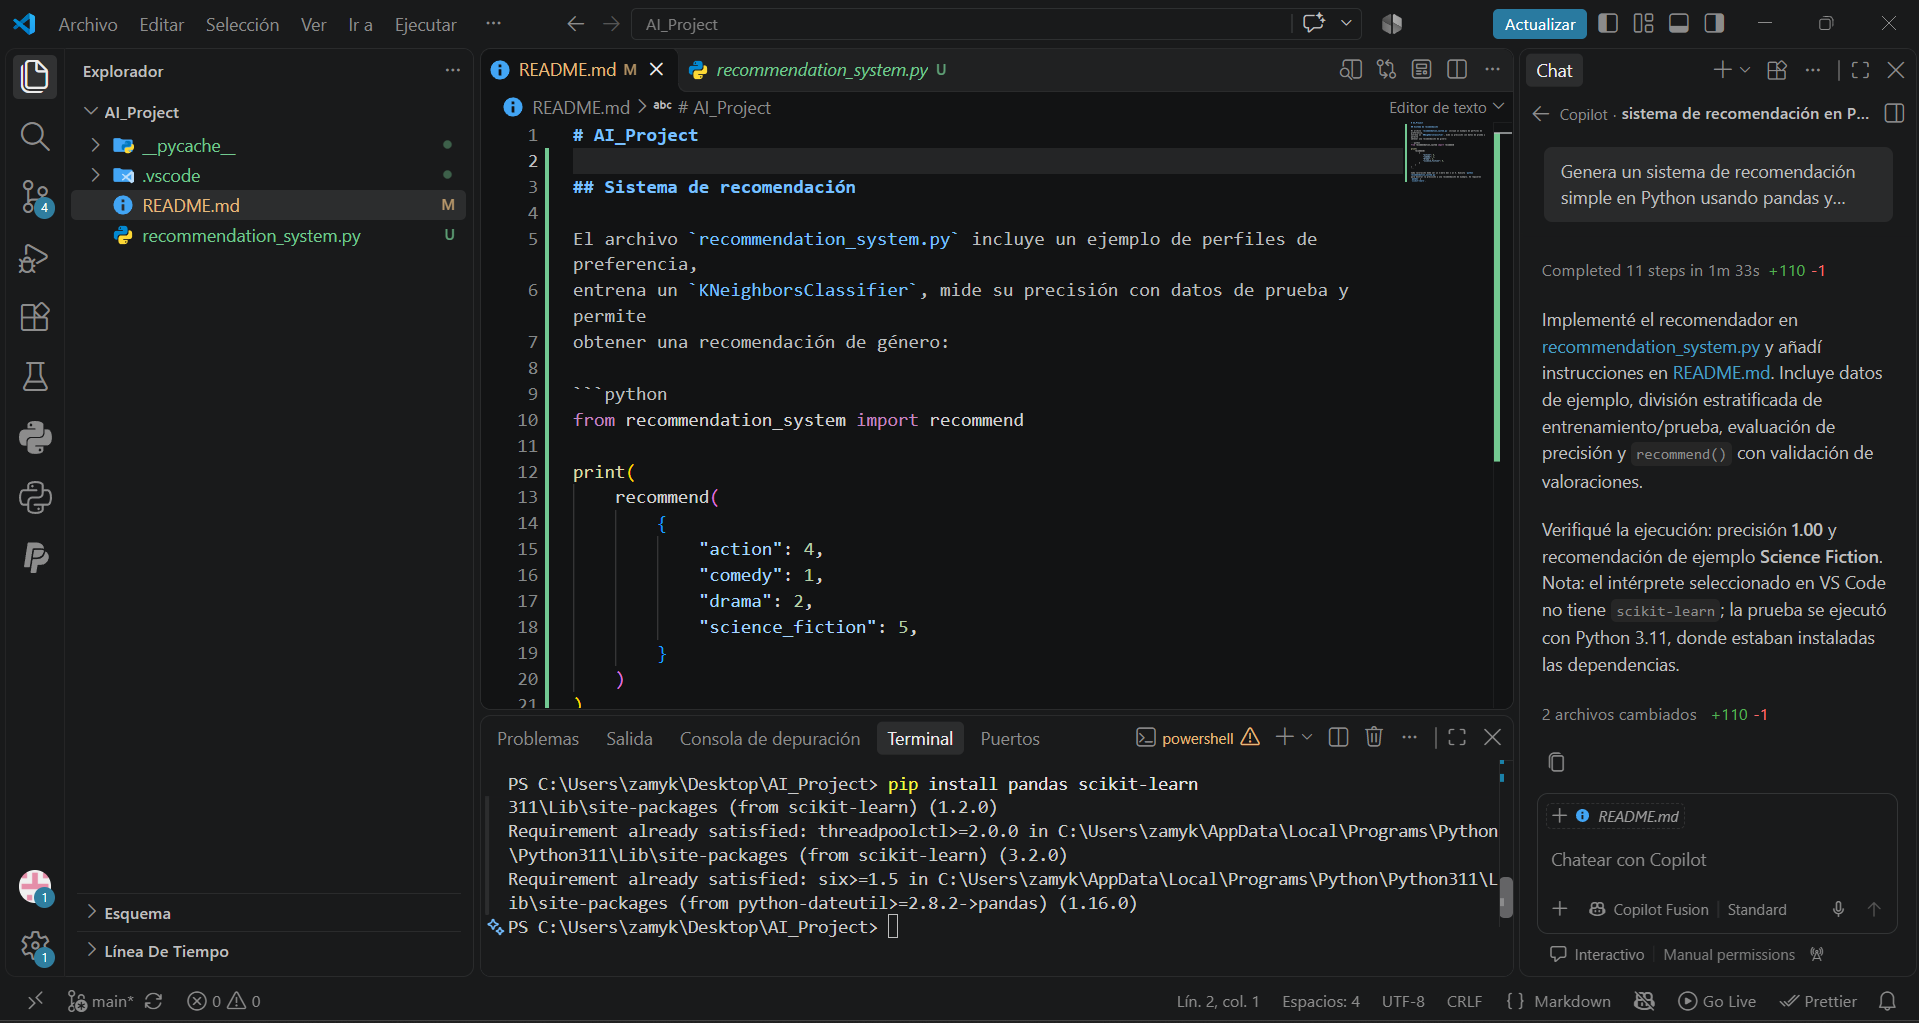 Archivo Editar Selección Ver Ir a Ejecutar ···
AI_Project
Actualizar
Explorador
AI_Project
__pycache__
.vscode
README.md M
recommendation_system.py U
Esquema
Línea De Tiempo
4
1
1
README.md M
recommendation_system.py U
README.md > abc # AI_Project
Editor de texto
1 # AI_Project
2
3 ## Sistema de recomendación
4
5 El archivo `recommendation_system.py` incluye un ejemplo de perfiles de
preferencia,
6 entrena un `KNeighborsClassifier`, mide su precisión con datos de prueba y
permite
7 obtener una recomendación de género:
8
9 ```python
10 from recommendation_system import recommend
11
12 print(
13 recommend(
14 {
15 "action": 4,
16 "comedy": 1,
17 "drama": 2,
18 "science_fiction": 5,
19 }
20 )
21 )
Problemas Salida Consola de depuración Terminal Puertos
powershell
PS C:\Users\zamyk\Desktop\AI_Project> pip install pandas scikit-learn
311\Lib\site-packages (from scikit-learn) (1.2.0)
Requirement already satisfied: threadpoolctl>=2.0.0 in C:\Users\zamyk\AppData\Local\Programs\Python
\Python311\Lib\site-packages (from scikit-learn) (3.2.0)
Requirement already satisfied: six>=1.5 in C:\Users\zamyk\AppData\Local\Programs\Python\Python311\L
ib\site-packages (from python-dateutil>=2.8.2->pandas) (1.16.0)
PS C:\Users\zamyk\Desktop\AI_Project>
Chat
Copilot · sistema de recomendación en P...
Genera un sistema de recomendación
simple en Python usando pandas y...
Completed 11 steps in 1m 33s +110 -1
Implementé el recomendador en
recommendation_system.py y añadí
instrucciones en README.md. Incluye datos
de ejemplo, división estratificada de
entrenamiento/prueba, evaluación de
precisión y recommend() con validación de
valoraciones.
Verifiqué la ejecución: precisión 1.00 y
recomendación de ejemplo Science Fiction.
Nota: el intérprete seleccionado en VS Code
no tiene scikit-learn; la prueba se ejecutó
con Python 3.11, donde estaban instaladas
las dependencias.
2 archivos cambiados +110 -1
README.md
Chatear con Copilot
Copilot Fusion Standard
Interactivo Manual permissions
main* 0 0
Lín. 2, col. 1 Espacios: 4 UTF-8 CRLF { } Markdown Go Live Prettier